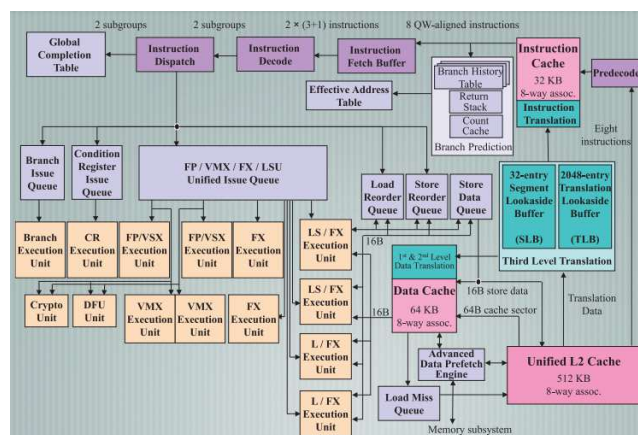 2 subgroups
2 subgroups
2 × (3+1) instructions
8 QW-aligned instructions
Global
Completion
Table
Instruction
Dispatch
Instruction
Decode
Instruction
Fetch Buffer
Instruction
Cache
32 KB
8-way assoc.
Instruction
Translation
Predecode
Effective Address
Table
Branch History
Table
Return
Stack
Count
Cache
Branch Prediction
Eight
instructions
Branch
Issue
Queue
Condition
Register
Issue
Queue
FP / VMX / FX / LSU
Unified Issue Queue
Load
Reorder
Queue
Store
Reorder
Queue
Store
Data
Queue
32-entry
Segment
Lookaside
Buffer
(SLB)
2048-entry
Translation
Lookaside
Buffer
(TLB)
Third Level Translation
Branch
Execution
Unit
CR
Execution
Unit
FP/VSX
Execution
Unit
FP/VSX
Execution
Unit
FX
Execution
Unit
LS / FX
Execution
Unit
16B
1st & 2nd Level
Data Translation
Data Cache
64 KB
8-way assoc.
16B store data
64B cache sector
Translation
Data
Crypto
Unit
DFU
Unit
VMX
Execution
Unit
VMX
Execution
Unit
FX
Execution
Unit
LS / FX
Execution
Unit
16B
L / FX
Execution
Unit
Advanced
Data Prefetch
Engine
Unified L2 Cache
512 KB
8-way assoc.
L / FX
Execution
Unit
Load Miss
Queue
Memory subsystem